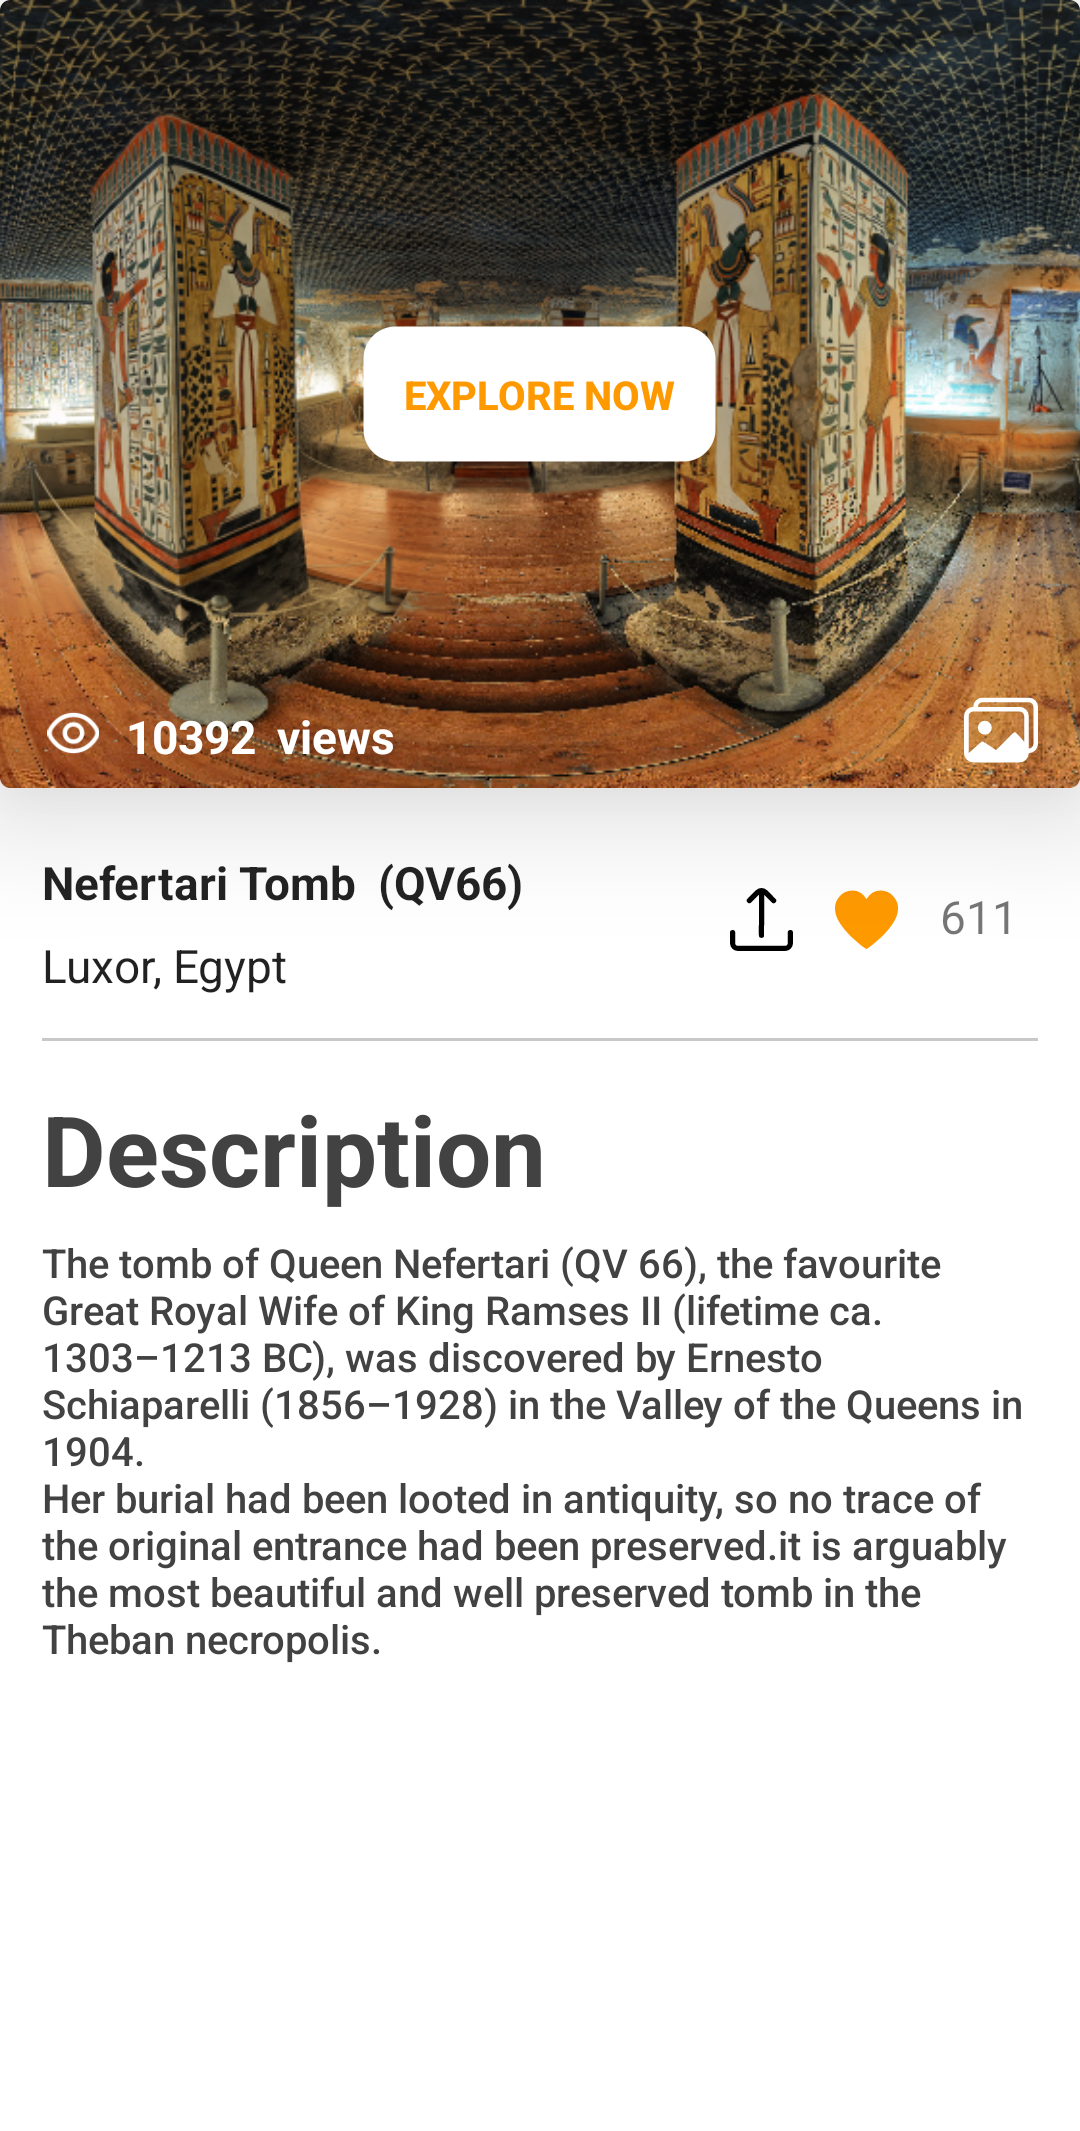 EXPLORE NOW
10392 views
Nefertari Tomb (QV66)
Luxor, Egypt
611
Description
The tomb of Queen Nefertari (QV 66), the favourite
Great Royal Wife of King Ramses II (lifetime ca.
1303–1213 BC), was discovered by Ernesto
Schiaparelli (1856–1928) in the Valley of the Queens in
1904.
Her burial had been looted in antiquity, so no trace of
the original entrance had been preserved.it is arguably
the most beautiful and well preserved tomb in the
Theban necropolis.